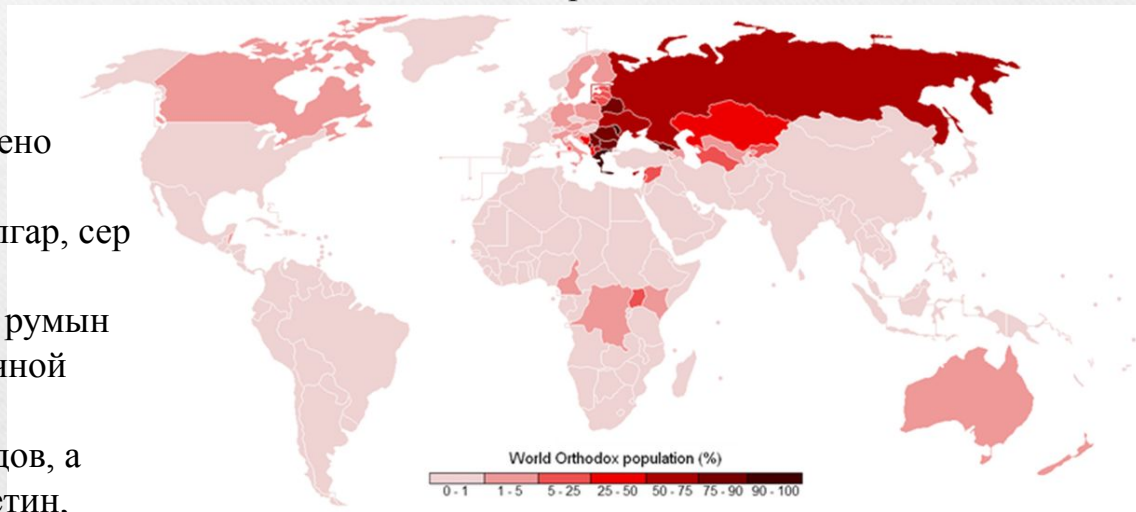 ено
лгар, сер
румын
нной
дов, а
етин,
World Orthodox population (%)
0 - 1 1 - 5 5 - 25 25 - 50 50 - 75 75 - 90 90 - 100